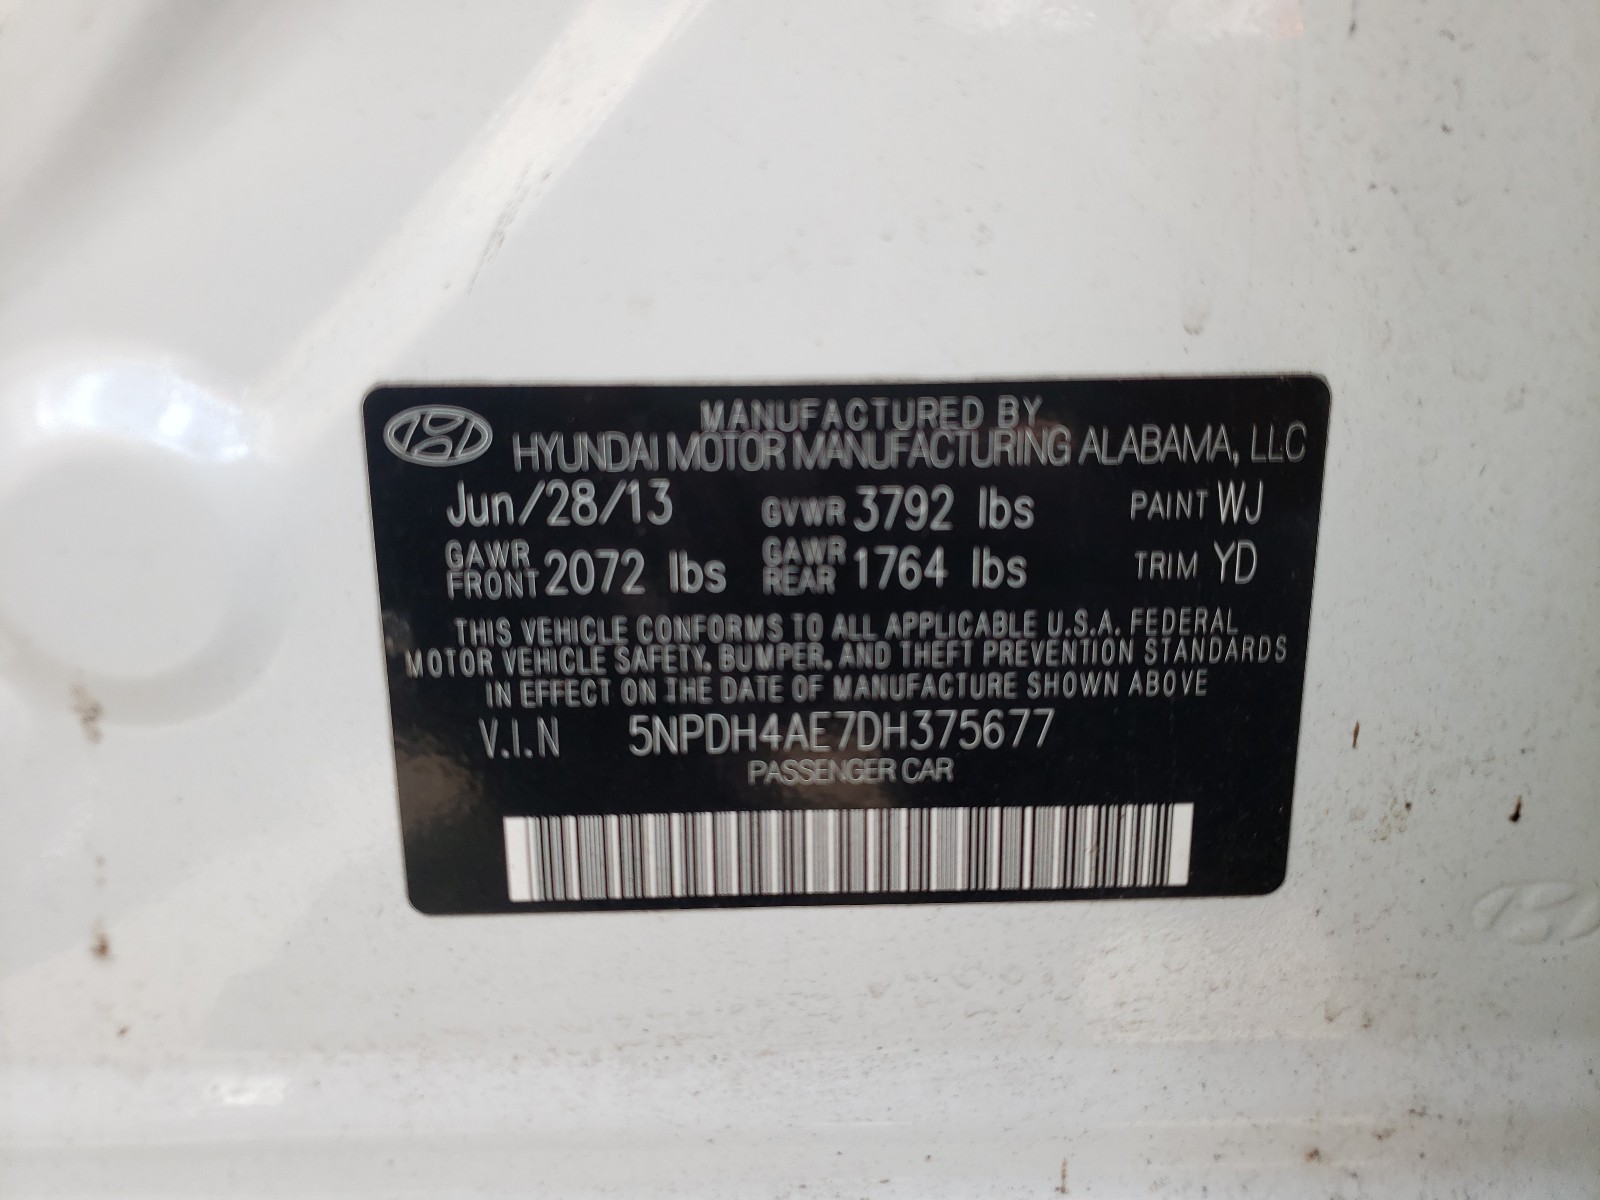 MANUFACTURED BY
HYUNDAI MOTOR MANUFACTURING ALABAMA, LLC
Jun/28/13 GVWR 3792 lbs PAINT WJ
GAWR FRONT 2072 lbs GAWR REAR 1764 lbs TRIM YD
THIS VEHICLE CONFORMS TO ALL APPLICABLE U.S.A. FEDERAL
MOTOR VEHICLE SAFETY, BUMPER, AND THEFT PREVENTION STANDARDS
IN EFFECT ON THE DATE OF MANUFACTURE SHOWN ABOVE
V.I.N 5NPDH4AE7DH375677
PASSENGER CAR